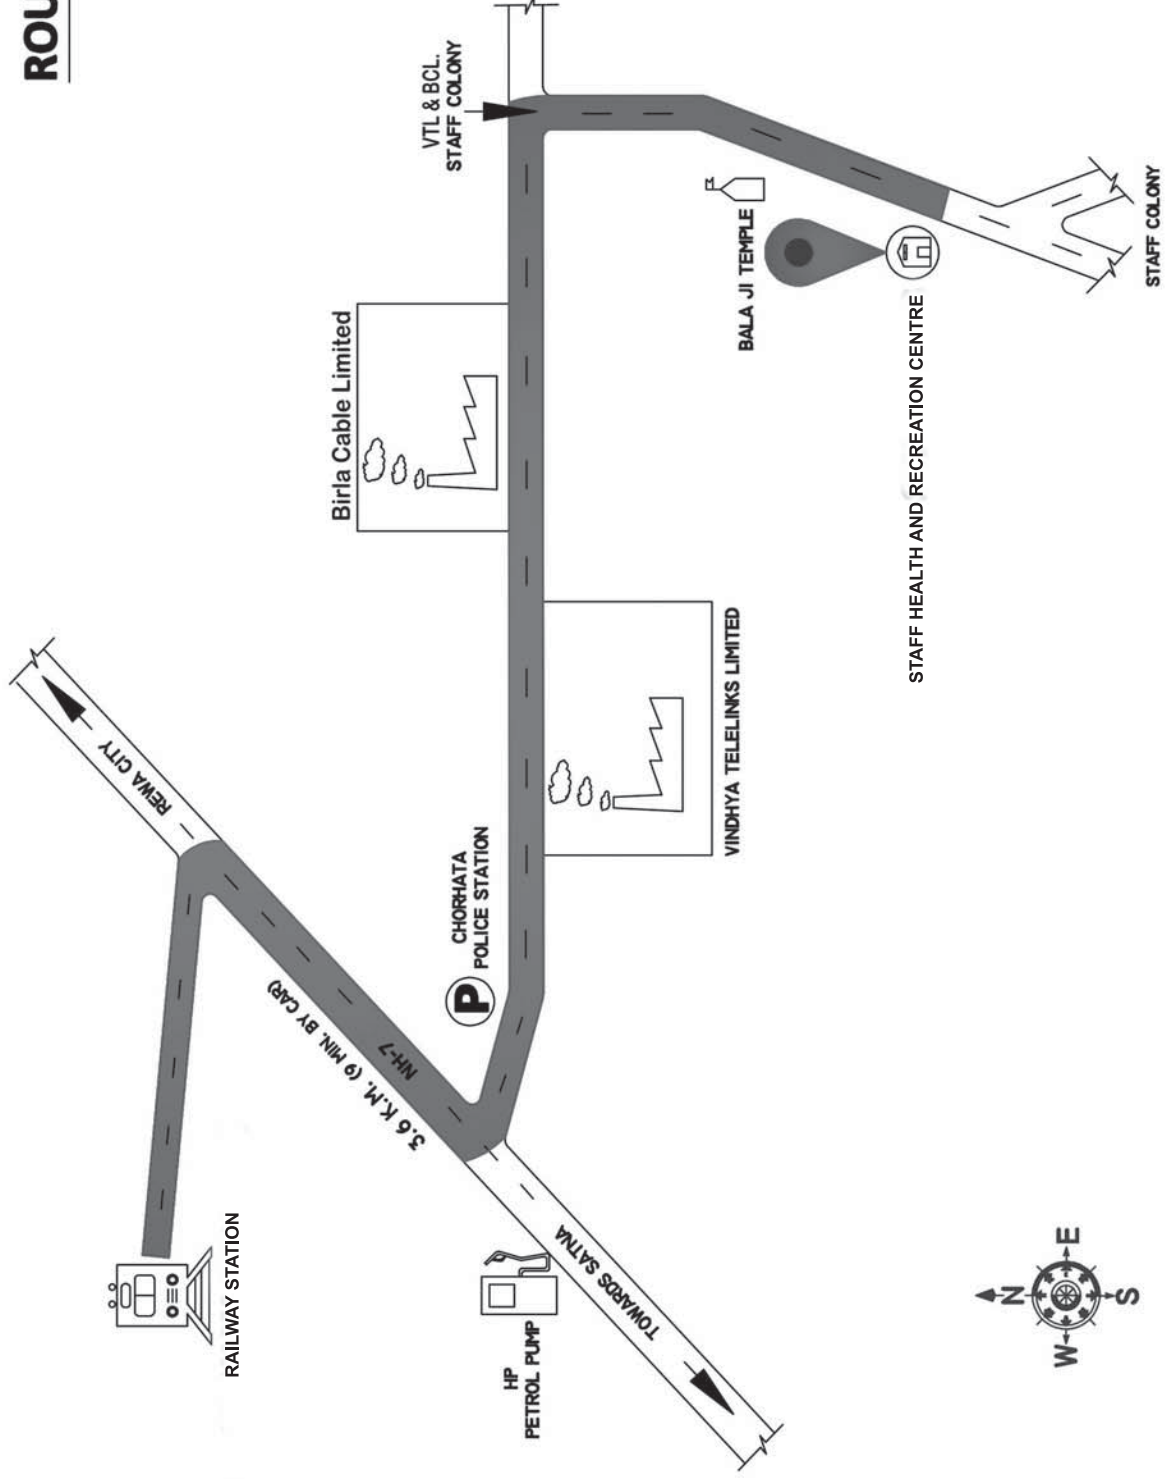 ROU
VTL & BCL.
STAFF COLONY
Birla Cable Limited
BALA JI TEMPLE
STAFF COLONY
STAFF HEALTH AND RECREATION CENTRE
VINDHYA TELELINKS LIMITED
REWA CITY
CHORHATA
POLICE STATION
P
NH-7
3.6 K.M. (9 MIN. BY CAR)
RAILWAY STATION
HP
PETROL PUMP
TOWARDS SATNA
N
E
W
S